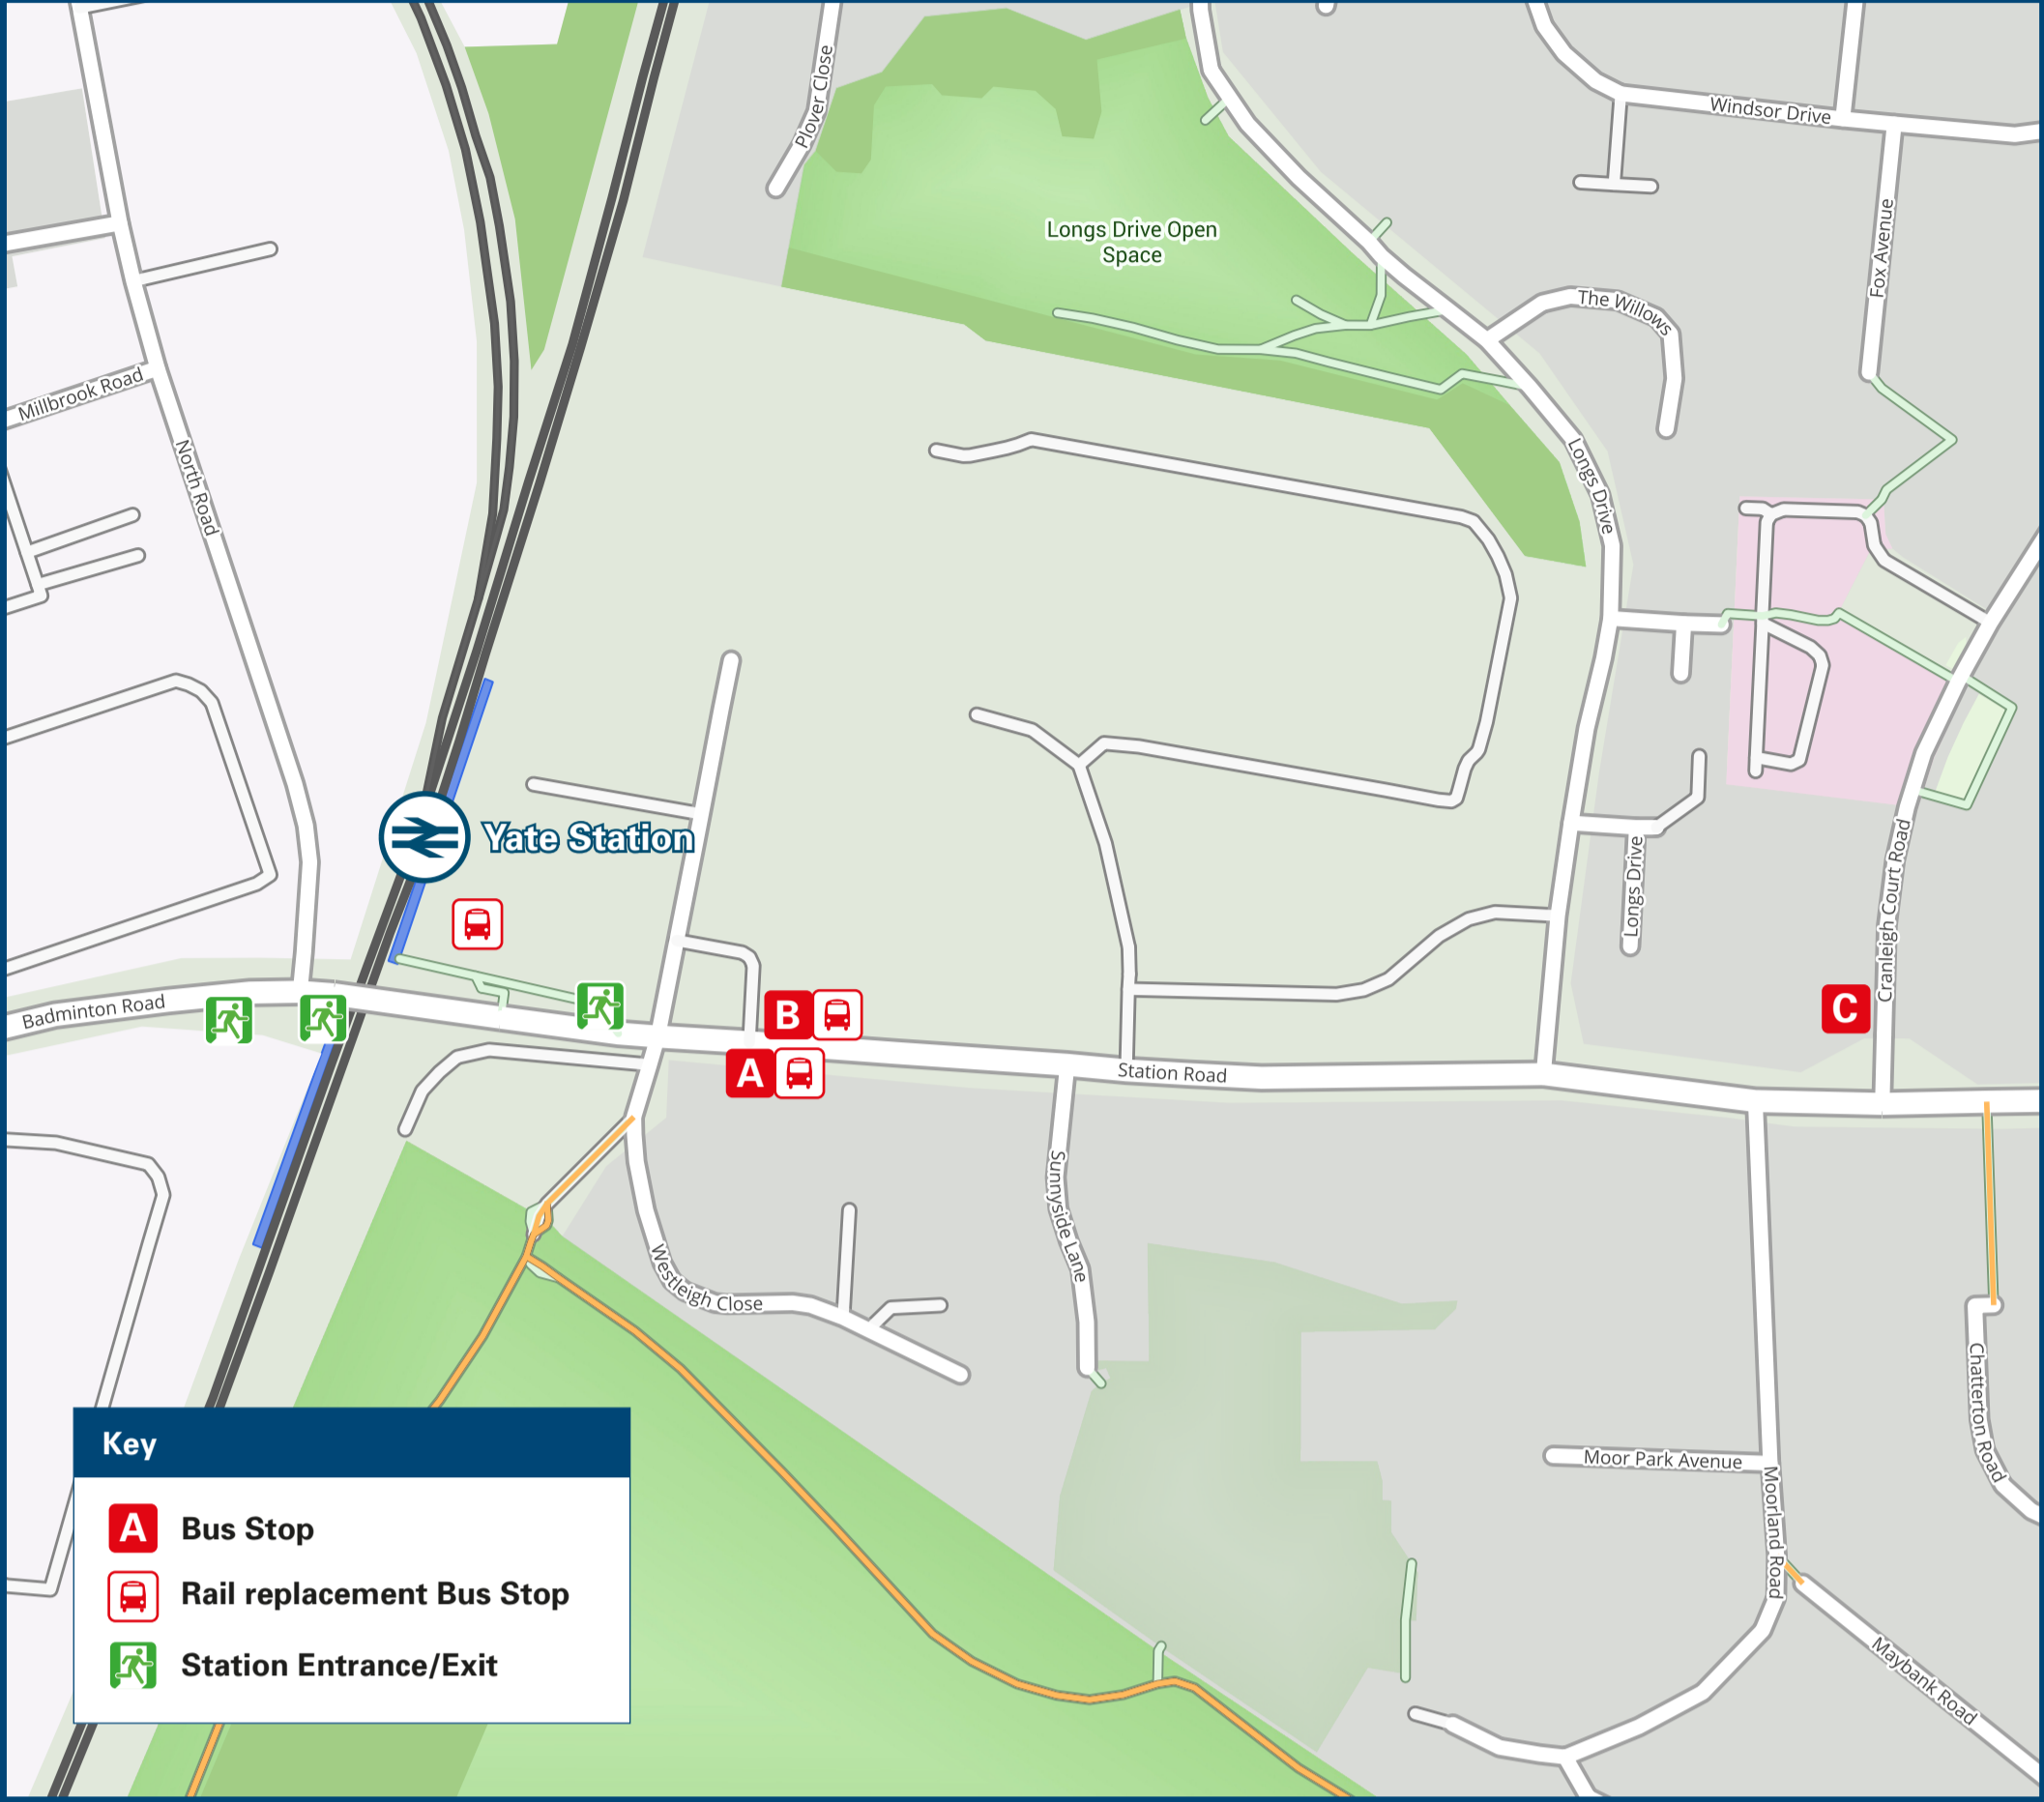 Plover Close
Windsor Drive
Longs Drive Open
Space
Fox Avenue
The Willows
Millbrook Road
North Road
Longs Drive
Yate Station
Longs Drive
Cranleigh Court Road
Badminton Road
B
C
A
Station Road
Sunnyside Lane
Westleigh Close
Chatterton Road
Moor Park Avenue
Moorland Road
Maybank Road
Key
A Bus Stop
Rail replacement Bus Stop
Station Entrance/Exit